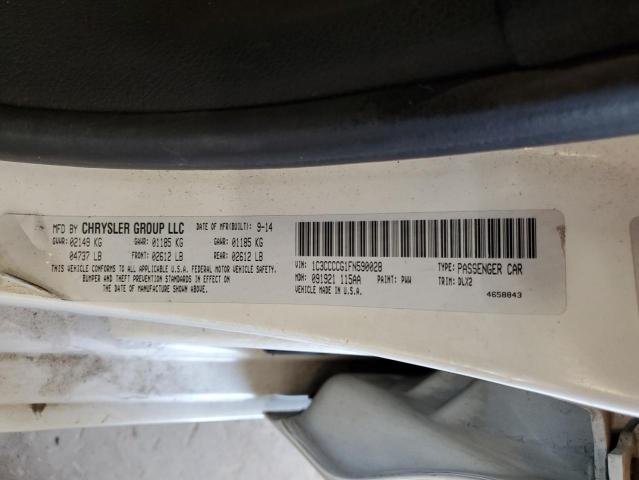 MFD BY CHRYSLER GROUP LLC DATE OF MFR(BUILT): 9-14
GVWR: 02149 KG GAWR: 01185 KG GAWR: 01185 KG
04737 LB FRONT: 02612 LB REAR: 02612 LB
THIS VEHICLE CONFORMS TO ALL APPLICABLE U.S.A. FEDERAL MOTOR VEHICLE SAFETY,
BUMPER AND THEFT PREVENTION STANDARDS IN EFFECT ON
THE DATE OF MANUFACTURE SHOWN ABOVE
VIN: 1C3CCCCG1FN590028 TYPE: PASSENGER CAR
MDH: 091921 115AA PAINT: PWW TRIM: DLX2
VEHICLE MADE IN U.S.A.
4658843